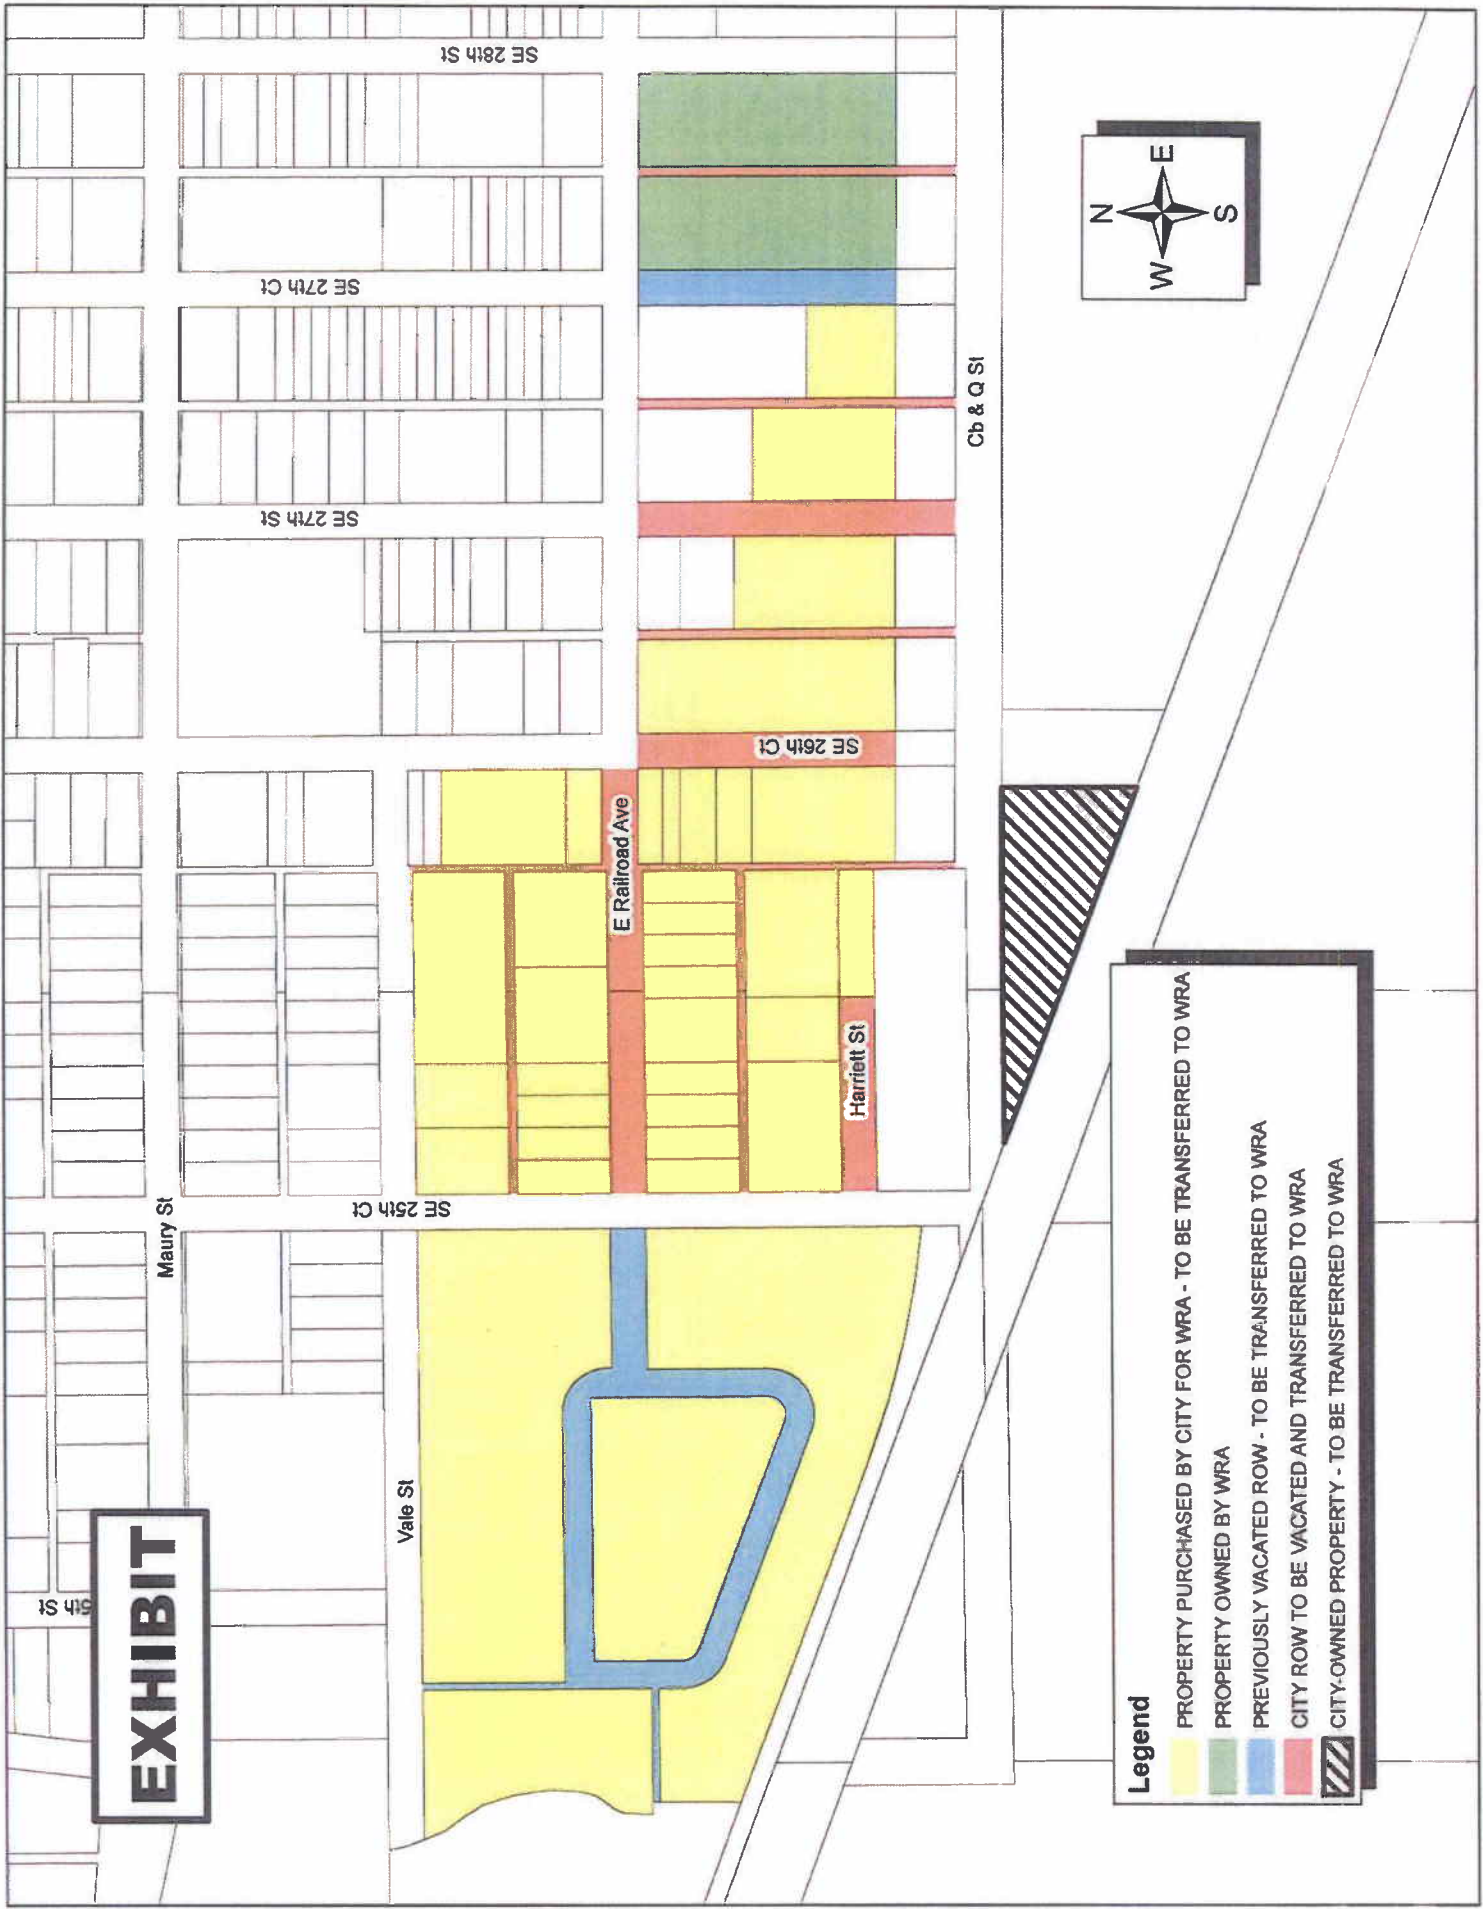 EXHIBIT
5th St
Maury St
Vale St
SE 25th Ct
E Railroad Ave
Harriett St
SE 26th Ct
SE 27th St
SE 27th Ct
SE 28th St
Cb & Q St
N
W
E
S
Legend
PROPERTY PURCHASED BY CITY FOR WRA - TO BE TRANSFERRED TO WRA
PROPERTY OWNED BY WRA
PREVIOUSLY VACATED ROW - TO BE TRANSFERRED TO WRA
CITY ROW TO BE VACATED AND TRANSFERRED TO WRA
CITY-OWNED PROPERTY - TO BE TRANSFERRED TO WRA